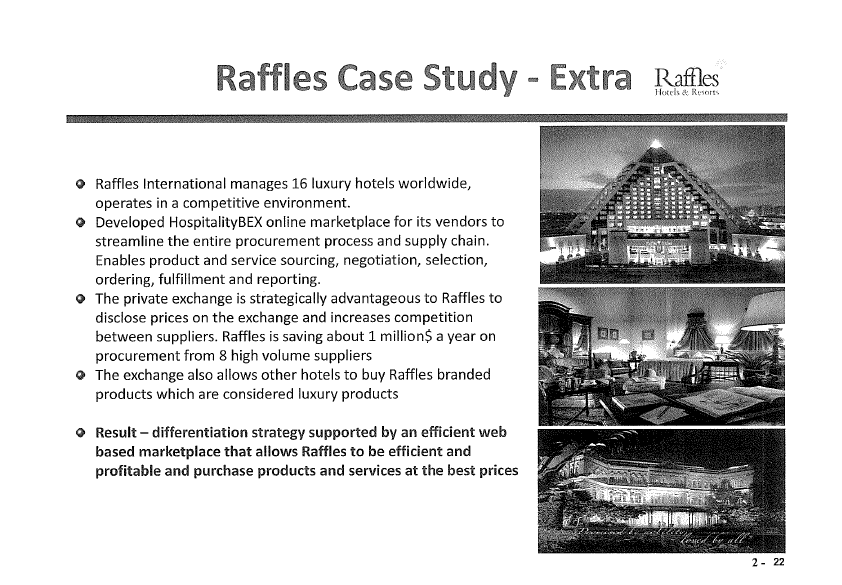 Raffles Case Study - Extra
Raffles
Hotels & Resorts
Raffles International manages 16 luxury hotels worldwide,
operates in a competitive environment.
Developed HospitalityBEX online marketplace for its vendors to
streamline the entire procurement process and supply chain.
Enables product and service sourcing, negotiation, selection,
ordering, fulfillment and reporting.
The private exchange is strategically advantageous to Raffles to
disclose prices on the exchange and increases competition
between suppliers. Raffles is saving about 1 million$ a year on
procurement from 8 high volume suppliers
The exchange also allows other hotels to buy Raffles branded
products which are considered luxury products
Result – differentiation strategy supported by an efficient web
based marketplace that allows Raffles to be efficient and
profitable and purchase products and services at the best prices
loved by all"
2 - 22